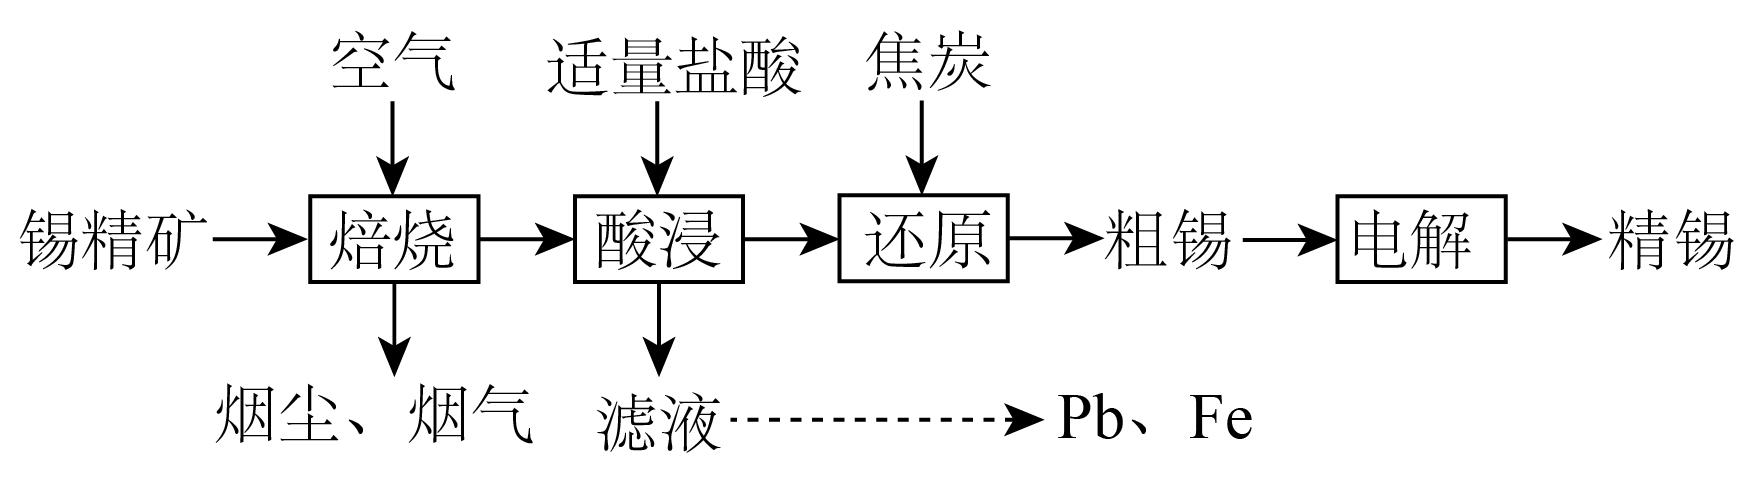 空气 适量盐酸 焦炭
锡精矿 焙烧 酸浸 还原 粗锡 电解 精锡
烟尘、烟气 滤液 Pb、Fe